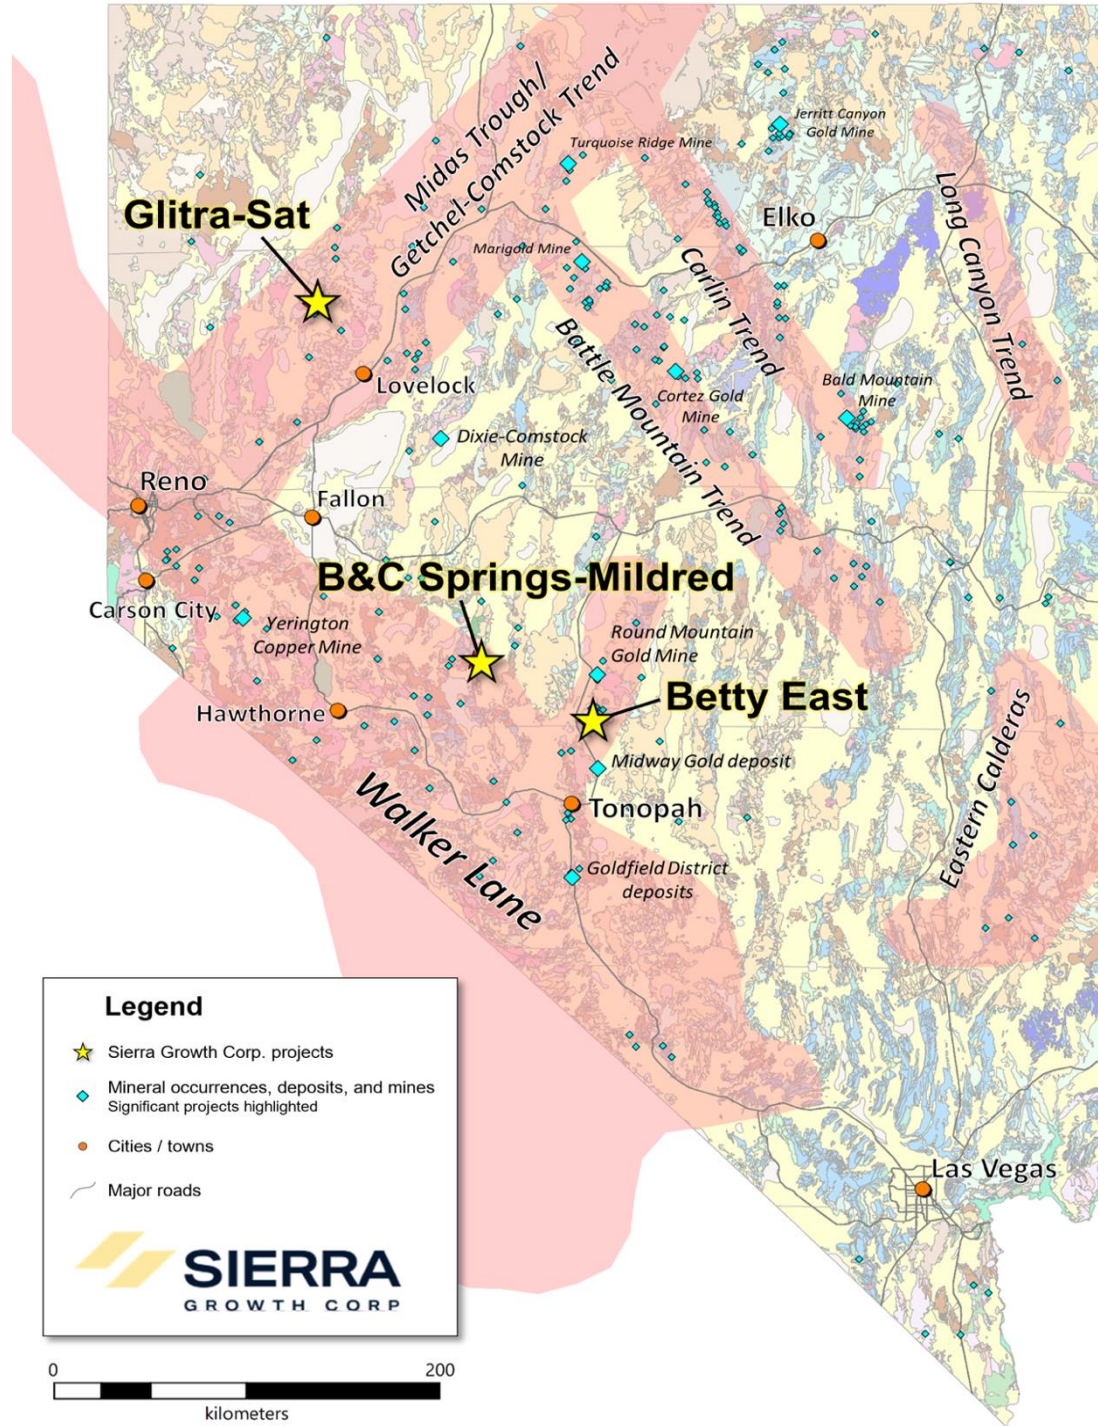 Midas Trough/
Getchel-Comstock Trend
Jerritt Canyon
Gold Mine
Turquoise Ridge Mine
Glitra-Sat
Elko
Long Canyon Trend
Marigold Mine
Carlin Trend
Battle Mountain Trend
Lovelock
Cortez Gold
Mine
Bald Mountain
Mine
Dixie-Comstock
Mine
Reno
Fallon
B&C Springs-Mildred
Carson City
Yerington
Copper Mine
Round Mountain
Gold Mine
Betty East
Hawthorne
Eastern Calderas
Midway Gold deposit
Walker Lane
Tonopah
Goldfield District
deposits
Las Vegas
Legend
Sierra Growth Corp. projects
Mineral occurrences, deposits, and mines
Significant projects highlighted
Cities / towns
Major roads
SIERRA
GROWTH CORP
0 200
kilometers